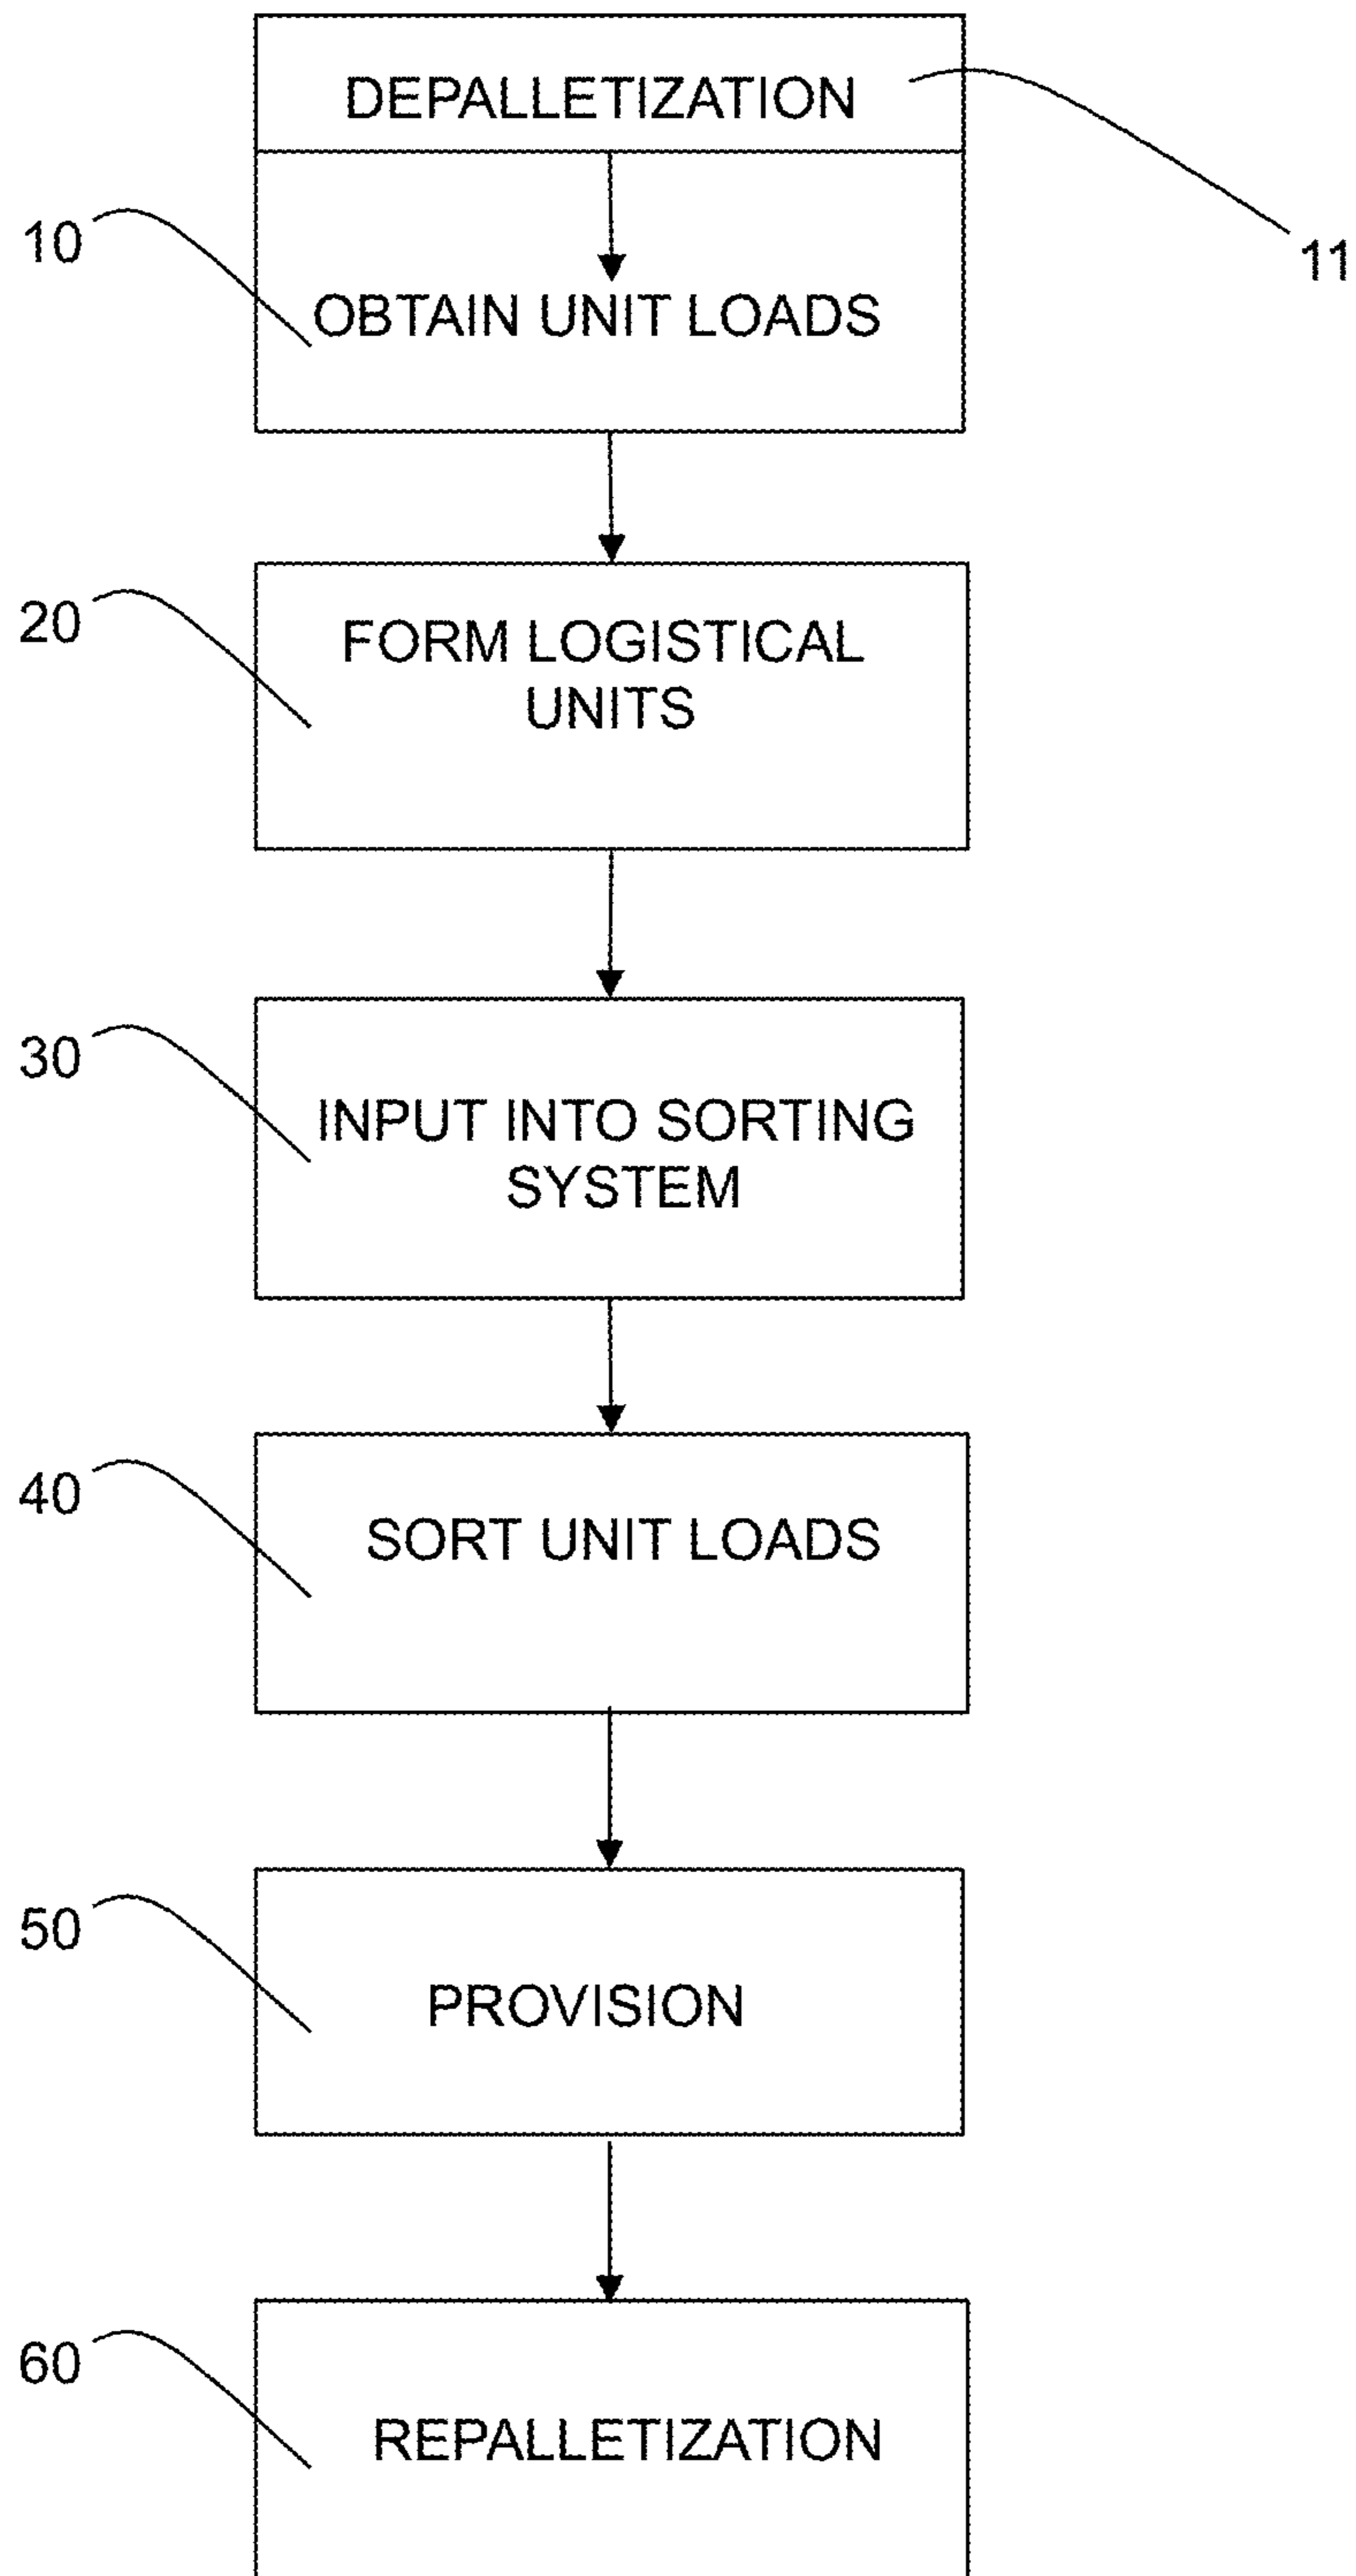 DEPALLETIZATION
11
10
OBTAIN UNIT LOADS
20
FORM LOGISTICAL
UNITS
30
INPUT INTO SORTING
SYSTEM
40
SORT UNIT LOADS
50
PROVISION
60
REPALLETIZATION